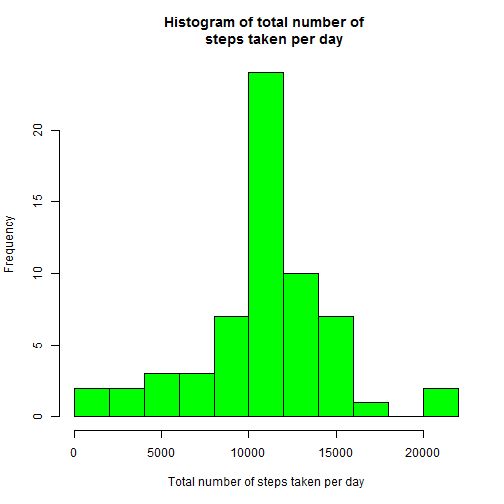 Histogram of total number of
steps taken per day
Frequency
20
15
10
5
0
0 5000 10000 15000 20000
Total number of steps taken per day